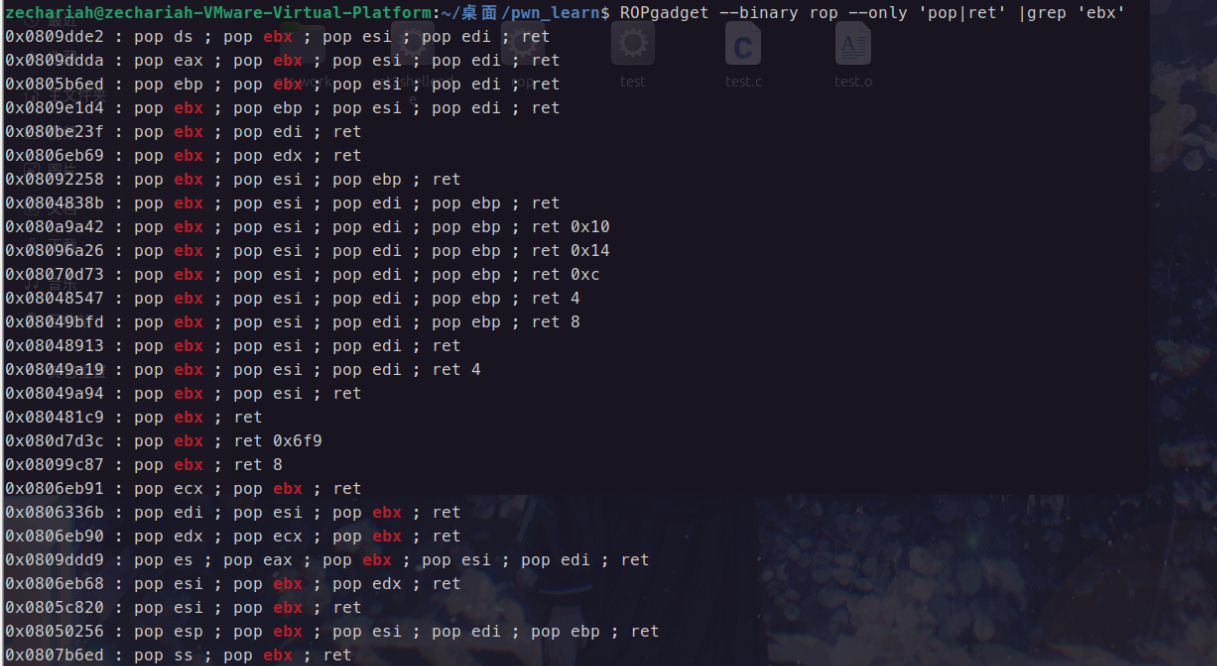 zechariah@zechariah-VMware-Virtual-Platform:~/桌面/pwn_learn$ ROPgadget --binary rop --only 'pop|ret' |grep 'ebx'
0x0809dde2 : pop ds ; pop ebx ; pop esi ; pop edi ; ret
0x0809ddda : pop eax ; pop ebx ; pop esi ; pop edi ; ret
0x0805b6ed : pop ebp ; pop ebx ; pop esi ; pop edi ; ret
0x0809e1d4 : pop ebx ; pop ebp ; pop esi ; pop edi ; ret
0x080be23f : pop ebx ; pop edi ; ret
0x0806eb69 : pop ebx ; pop edx ; ret
0x08092258 : pop ebx ; pop esi ; pop ebp ; ret
0x0804838b : pop ebx ; pop esi ; pop edi ; pop ebp ; ret
0x080a9a42 : pop ebx ; pop esi ; pop edi ; pop ebp ; ret 0x10
0x08096a26 : pop ebx ; pop esi ; pop edi ; pop ebp ; ret 0x14
0x08070d73 : pop ebx ; pop esi ; pop edi ; pop ebp ; ret 0xc
0x08048547 : pop ebx ; pop esi ; pop edi ; pop ebp ; ret 4
0x08049bfd : pop ebx ; pop esi ; pop edi ; pop ebp ; ret 8
0x08048913 : pop ebx ; pop esi ; pop edi ; ret
0x08049a19 : pop ebx ; pop esi ; pop edi ; ret 4
0x08049a94 : pop ebx ; pop esi ; ret
0x080481c9 : pop ebx ; ret
0x080d7d3c : pop ebx ; ret 0x6f9
0x08099c87 : pop ebx ; ret 8
0x0806eb91 : pop ecx ; pop ebx ; ret
0x0806336b : pop edi ; pop esi ; pop ebx ; ret
0x0806eb90 : pop edx ; pop ecx ; pop ebx ; ret
0x0809ddd9 : pop es ; pop eax ; pop ebx ; pop esi ; pop edi ; ret
0x0806eb68 : pop esi ; pop ebx ; pop edx ; ret
0x0805c820 : pop esi ; pop ebx ; ret
0x08050256 : pop esp ; pop ebx ; pop esi ; pop edi ; pop ebp ; ret
0x0807b6ed : pop ss ; pop ebx ; ret
test
test.c
test.o